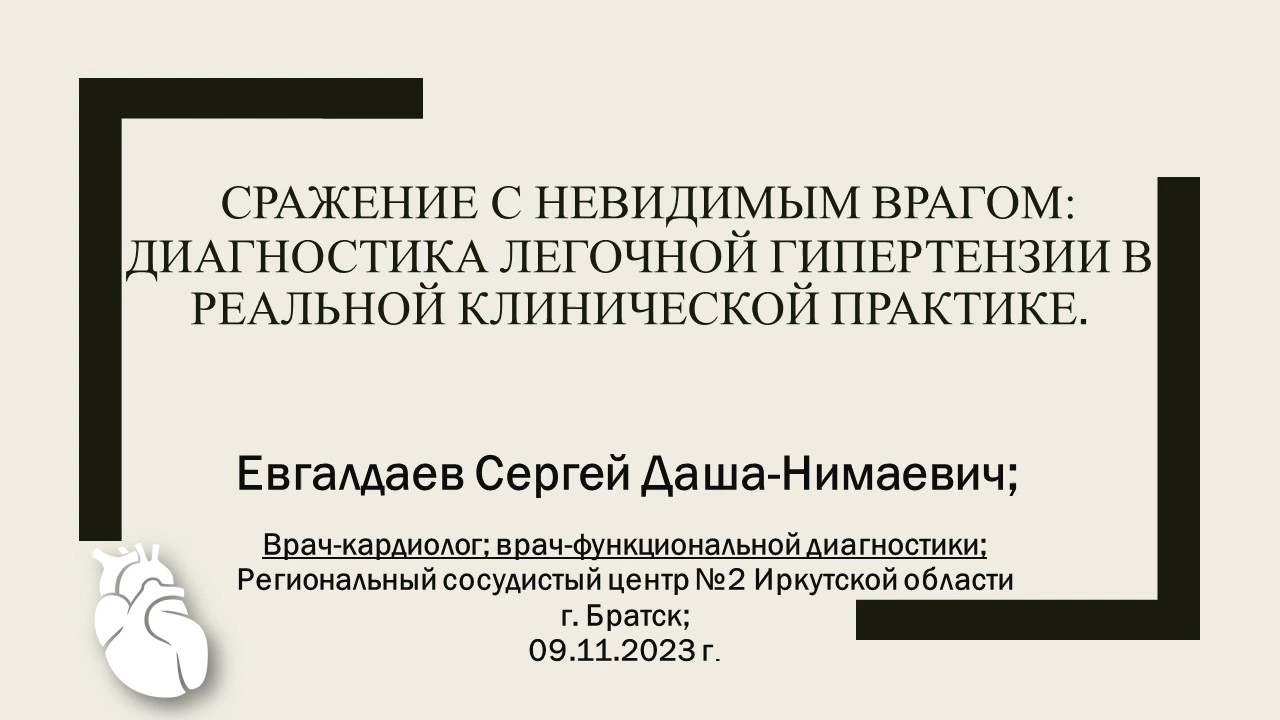 СРАЖЕНИЕ С НЕВИДИМЫМ ВРАГОМ:
ДИАГНОСТИКА ЛЕГОЧНОЙ ГИПЕРТЕНЗИИ В
РЕАЛЬНОЙ КЛИНИЧЕСКОЙ ПРАКТИКЕ.
Евгалдаев Сергей Даша-Нимаевич;
Врач-кардиолог; врач-функциональной диагностики;
Региональный сосудистый центр №2 Иркутской области
г. Братск;
09.11.2023 г.